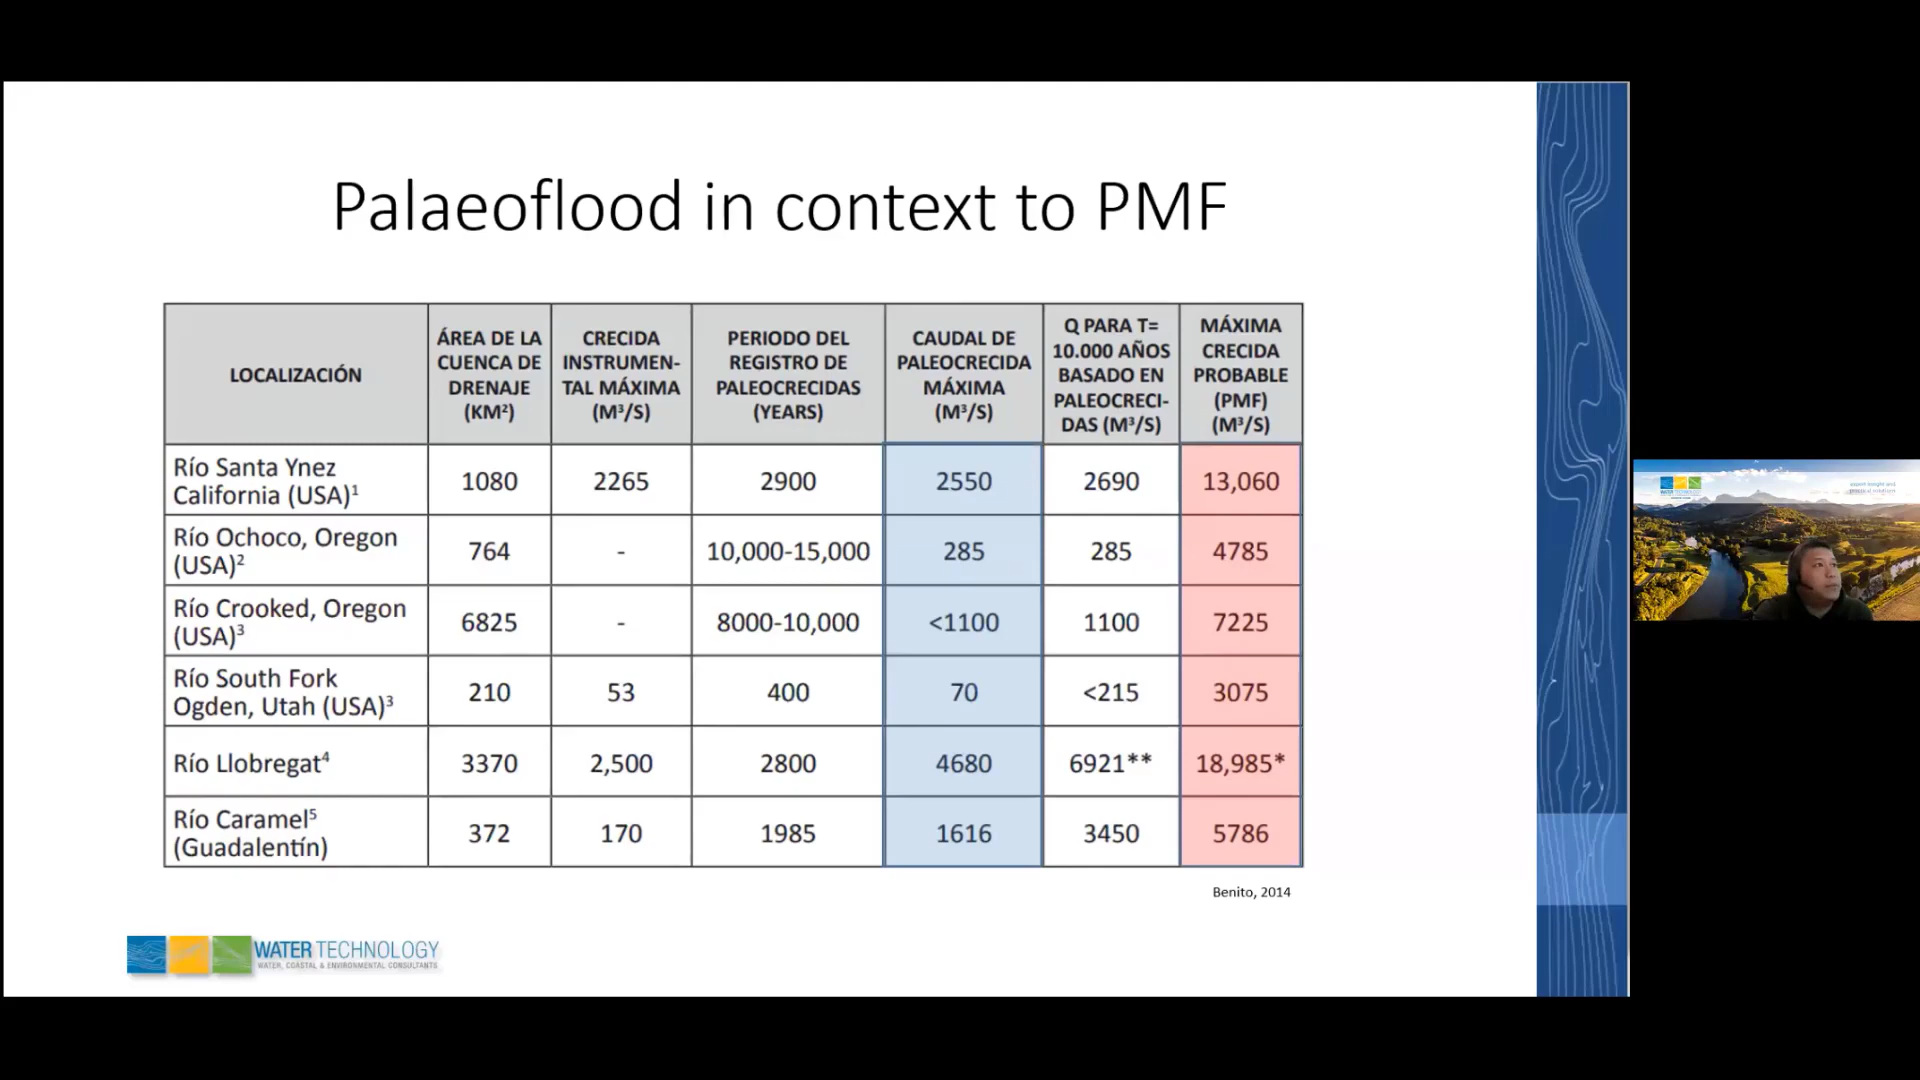 Palaeoflood in context to PMF
LOCALIZACIÓN
ÁREA DE LA
CUENCA DE
DRENAJE
(KM²)
CRECIDA
INSTRUMEN-
TAL MÁXIMA
(M³/S)
PERIODO DEL
REGISTRO DE
PALEOCRECIDAS
(YEARS)
CAUDAL DE
PALEOCRECIDA
MÁXIMA
(M³/S)
Q PARA T=
10.000 AÑOS
BASADO EN
PALEOCRECI-
DAS (M³/S)
MÁXIMA
CRECIDA
PROBABLE
(PMF)
(M³/S)
Río Santa Ynez
California (USA)¹
1080 2265 2900 2550 2690 13,060
Río Ochoco, Oregon
(USA)²
764 - 10,000-15,000 285 285 4785
Río Crooked, Oregon
(USA)³
6825 - 8000-10,000 <1100 1100 7225
Río South Fork
Ogden, Utah (USA)³
210 53 400 70 <215 3075
Río Llobregat⁴ 3370 2,500 2800 4680 6921** 18,985*
Río Caramel⁵
(Guadalentín)
372 170 1985 1616 3450 5786
Benito, 2014
WATER TECHNOLOGY
WATER, COASTAL & ENVIRONMENTAL CONSULTANTS
WATER TECHNOLOGY